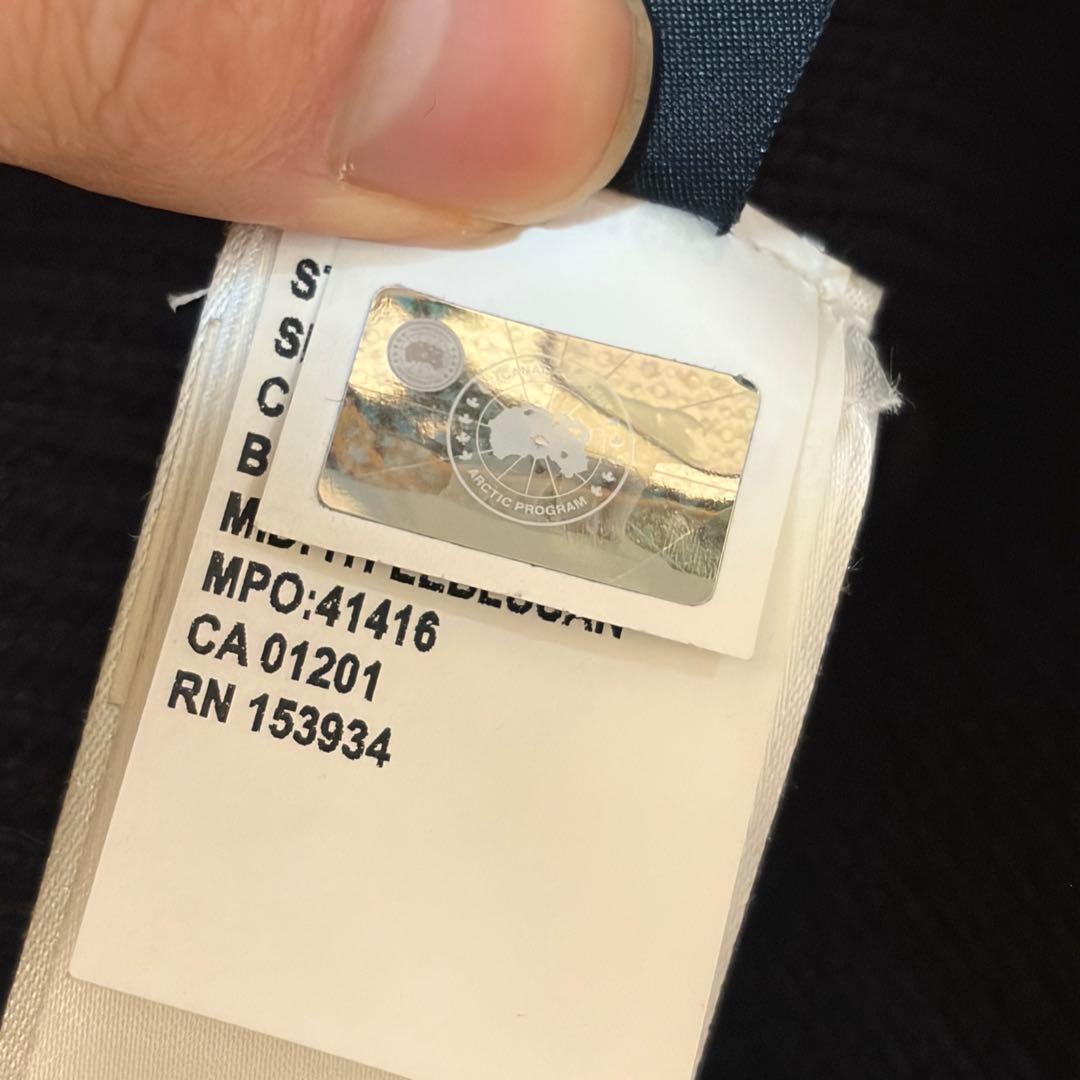 S
S
C
B
CANADA
ARCTIC PROGRAM
MPO:41416
CA 01201
RN 153934